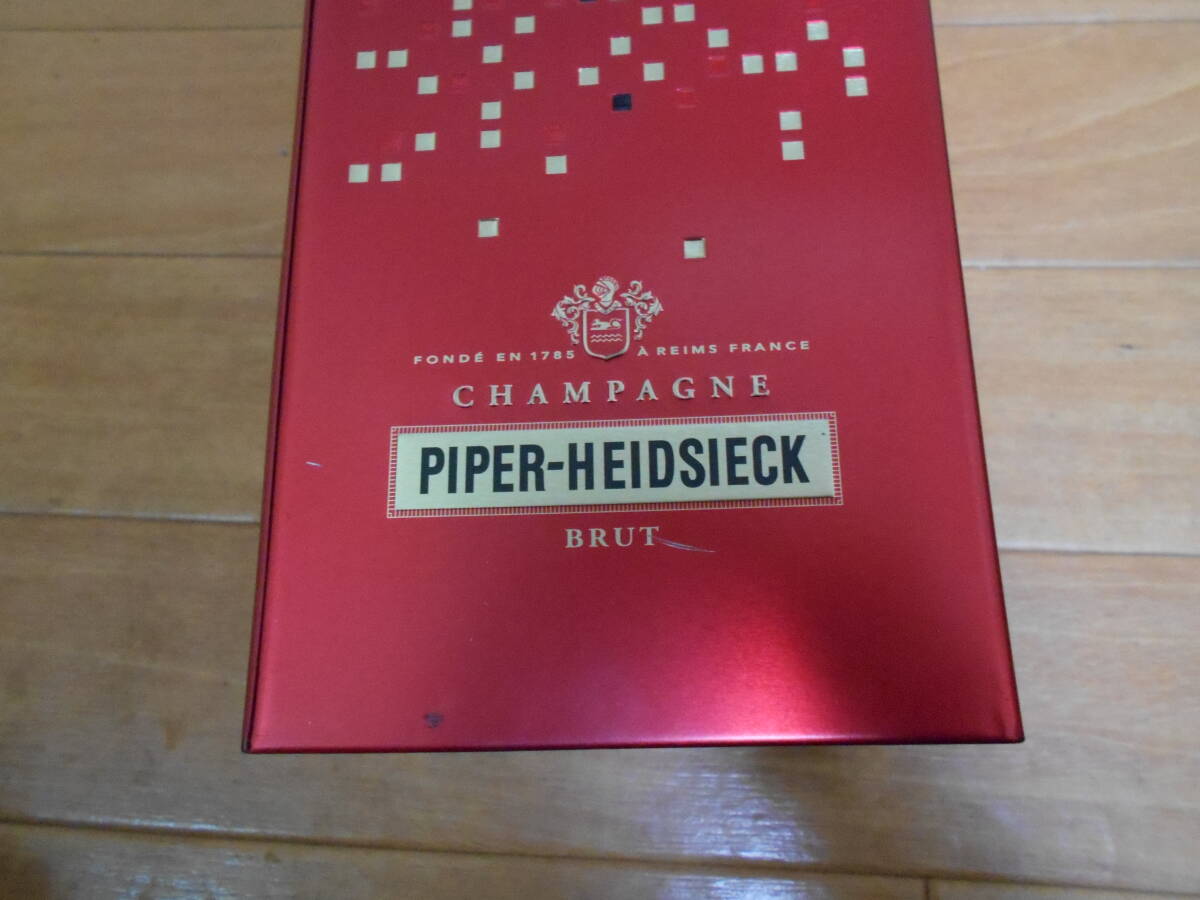 FONDÉ EN 1785 À REIMS FRANCE
CHAMPAGNE
PIPER-HEIDSIECK
BRUT